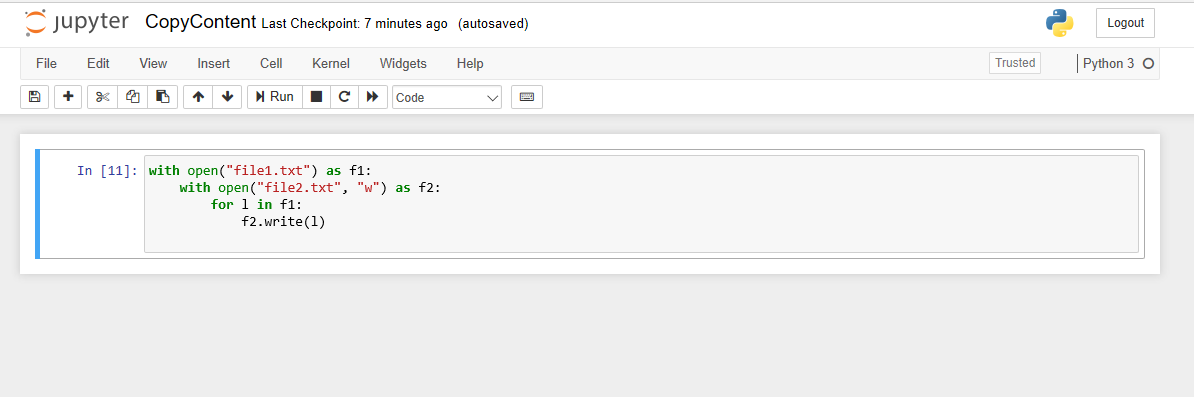 jupyter CopyContent Last Checkpoint: 7 minutes ago (autosaved) Logout
File Edit View Insert Cell Kernel Widgets Help Trusted Python 3
Run Code
In [11]: with open("file1.txt") as f1:
    with open("file2.txt", "w") as f2:
        for l in f1:
            f2.write(l)